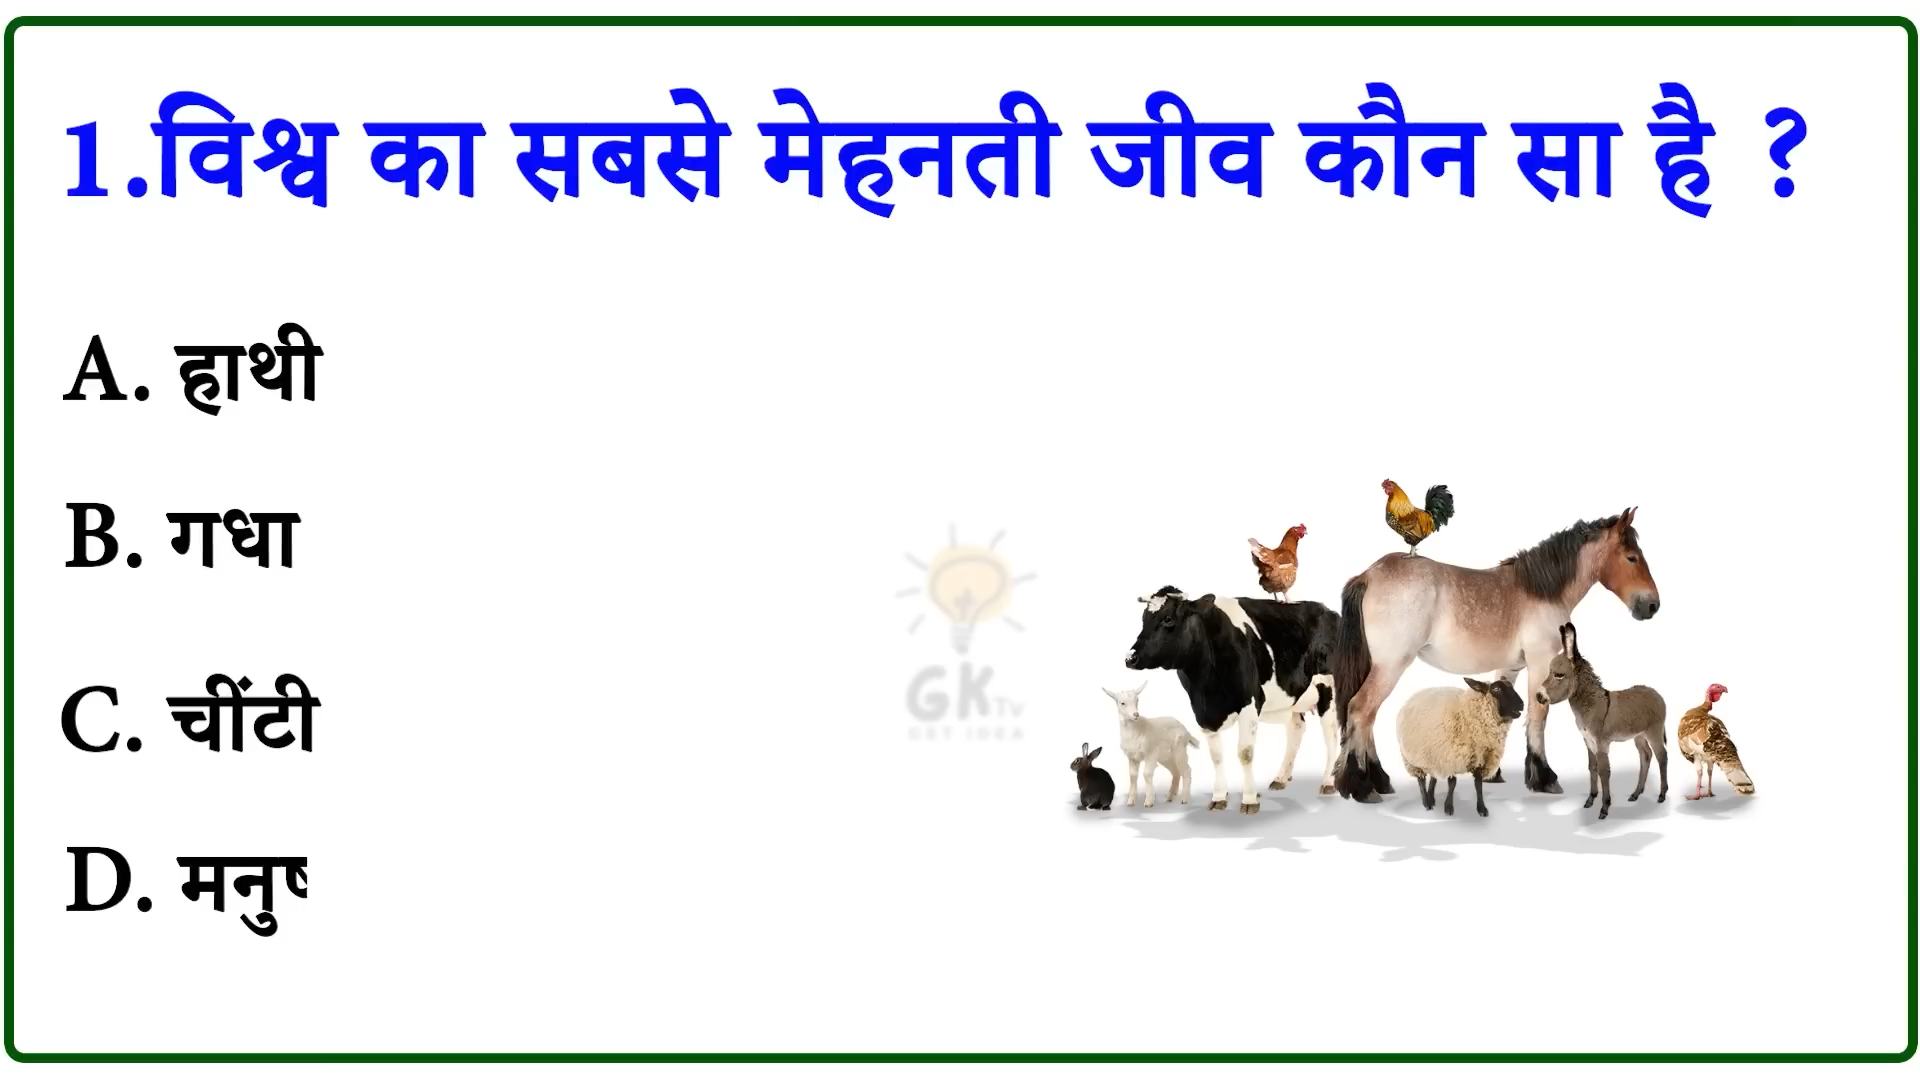 1.विश्व का सबसे मेहनती जीव कौन सा है ?
A. हाथी
B. गधा
C. चींटी
D. मनुष
GK TV
GET IDEA